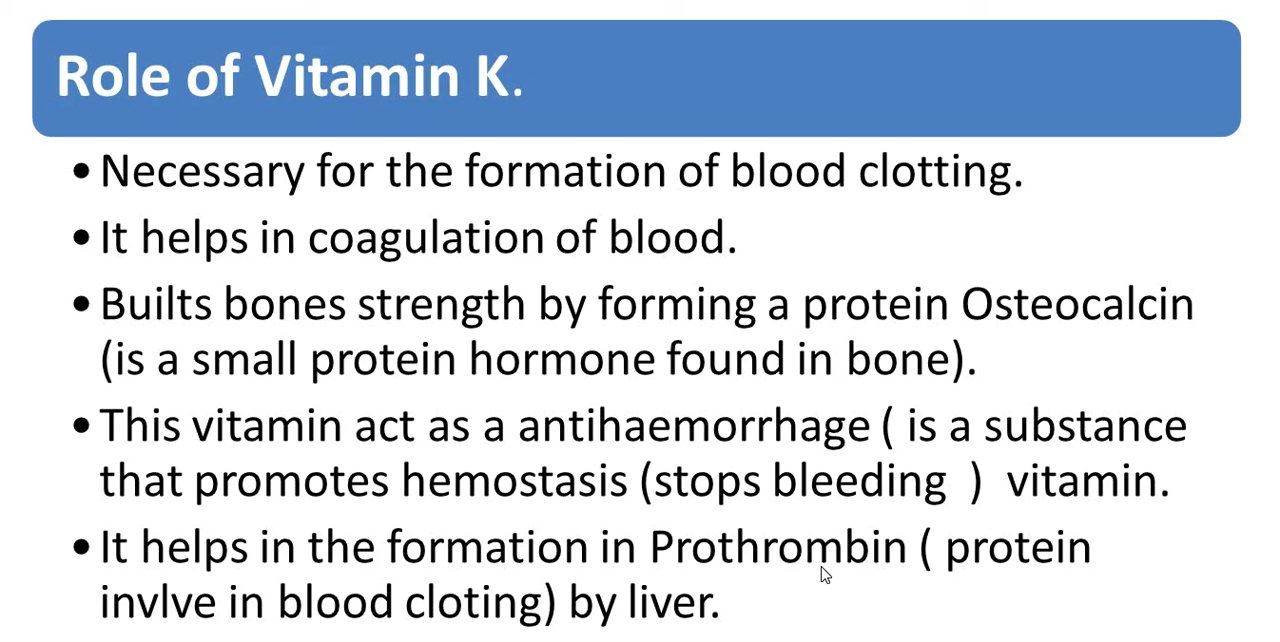 Role of Vitamin K.
• Necessary for the formation of blood clotting.
• It helps in coagulation of blood.
• Builts bones strength by forming a protein Osteocalcin
(is a small protein hormone found in bone).
• This vitamin act as a antihaemorrhage ( is a substance
that promotes hemostasis (stops bleeding ) vitamin.
• It helps in the formation in Prothrombin ( protein
invlve in blood cloting) by liver.